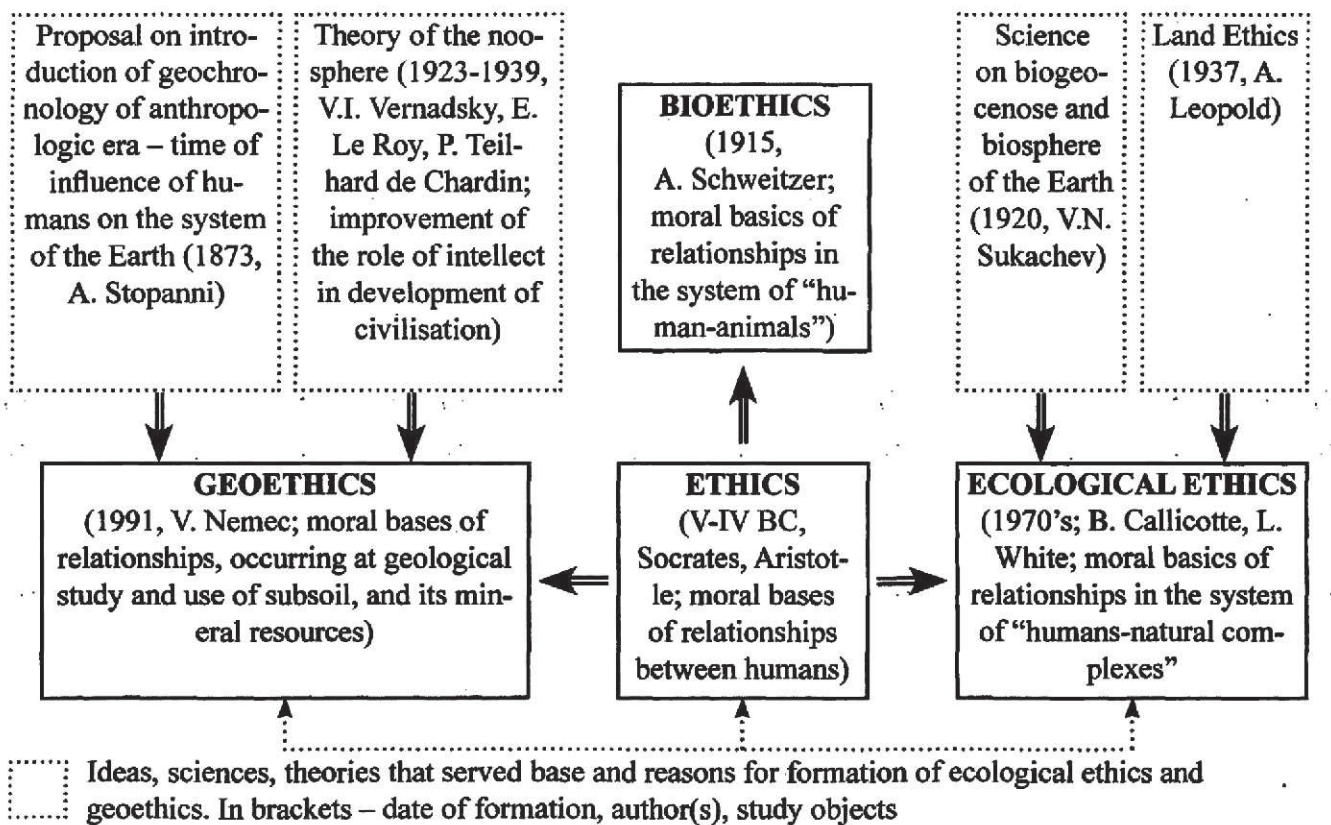 Proposal on intro-
duction of geochro-
nology of anthropo-
logic era – time of
influence of hu-
mans on the system
of the Earth (1873,
A. Stopanni)
Theory of the noo-
sphere (1923-1939,
V.I. Vernadsky, E.
Le Roy, P. Teil-
hard de Chardin;
improvement of
the role of intellect
in development of
civilisation)
BIOETHICS
(1915,
A. Schweitzer;
moral basics of
relationships in
the system of “hu-
man-animals”)
Science
on biogeo-
cenose and
biosphere
of the Earth
(1920, V.N.
Sukachev)
Land Ethics
(1937, A.
Leopold)
GEOETHICS
(1991, V. Nemec; moral bases of
relationships, occurring at geological
study and use of subsoil, and its min-
eral resources)
ETHICS
(V-IV BC,
Socrates, Aristot-
le; moral bases
of relationships
between humans)
ECOLOGICAL ETHICS
(1970’s; B. Callicotte, L.
White; moral basics of
relationships in the system
of “humans-natural com-
plexes”
Ideas, sciences, theories that served base and reasons for formation of ecological ethics and
geoethics. In brackets – date of formation, author(s), study objects